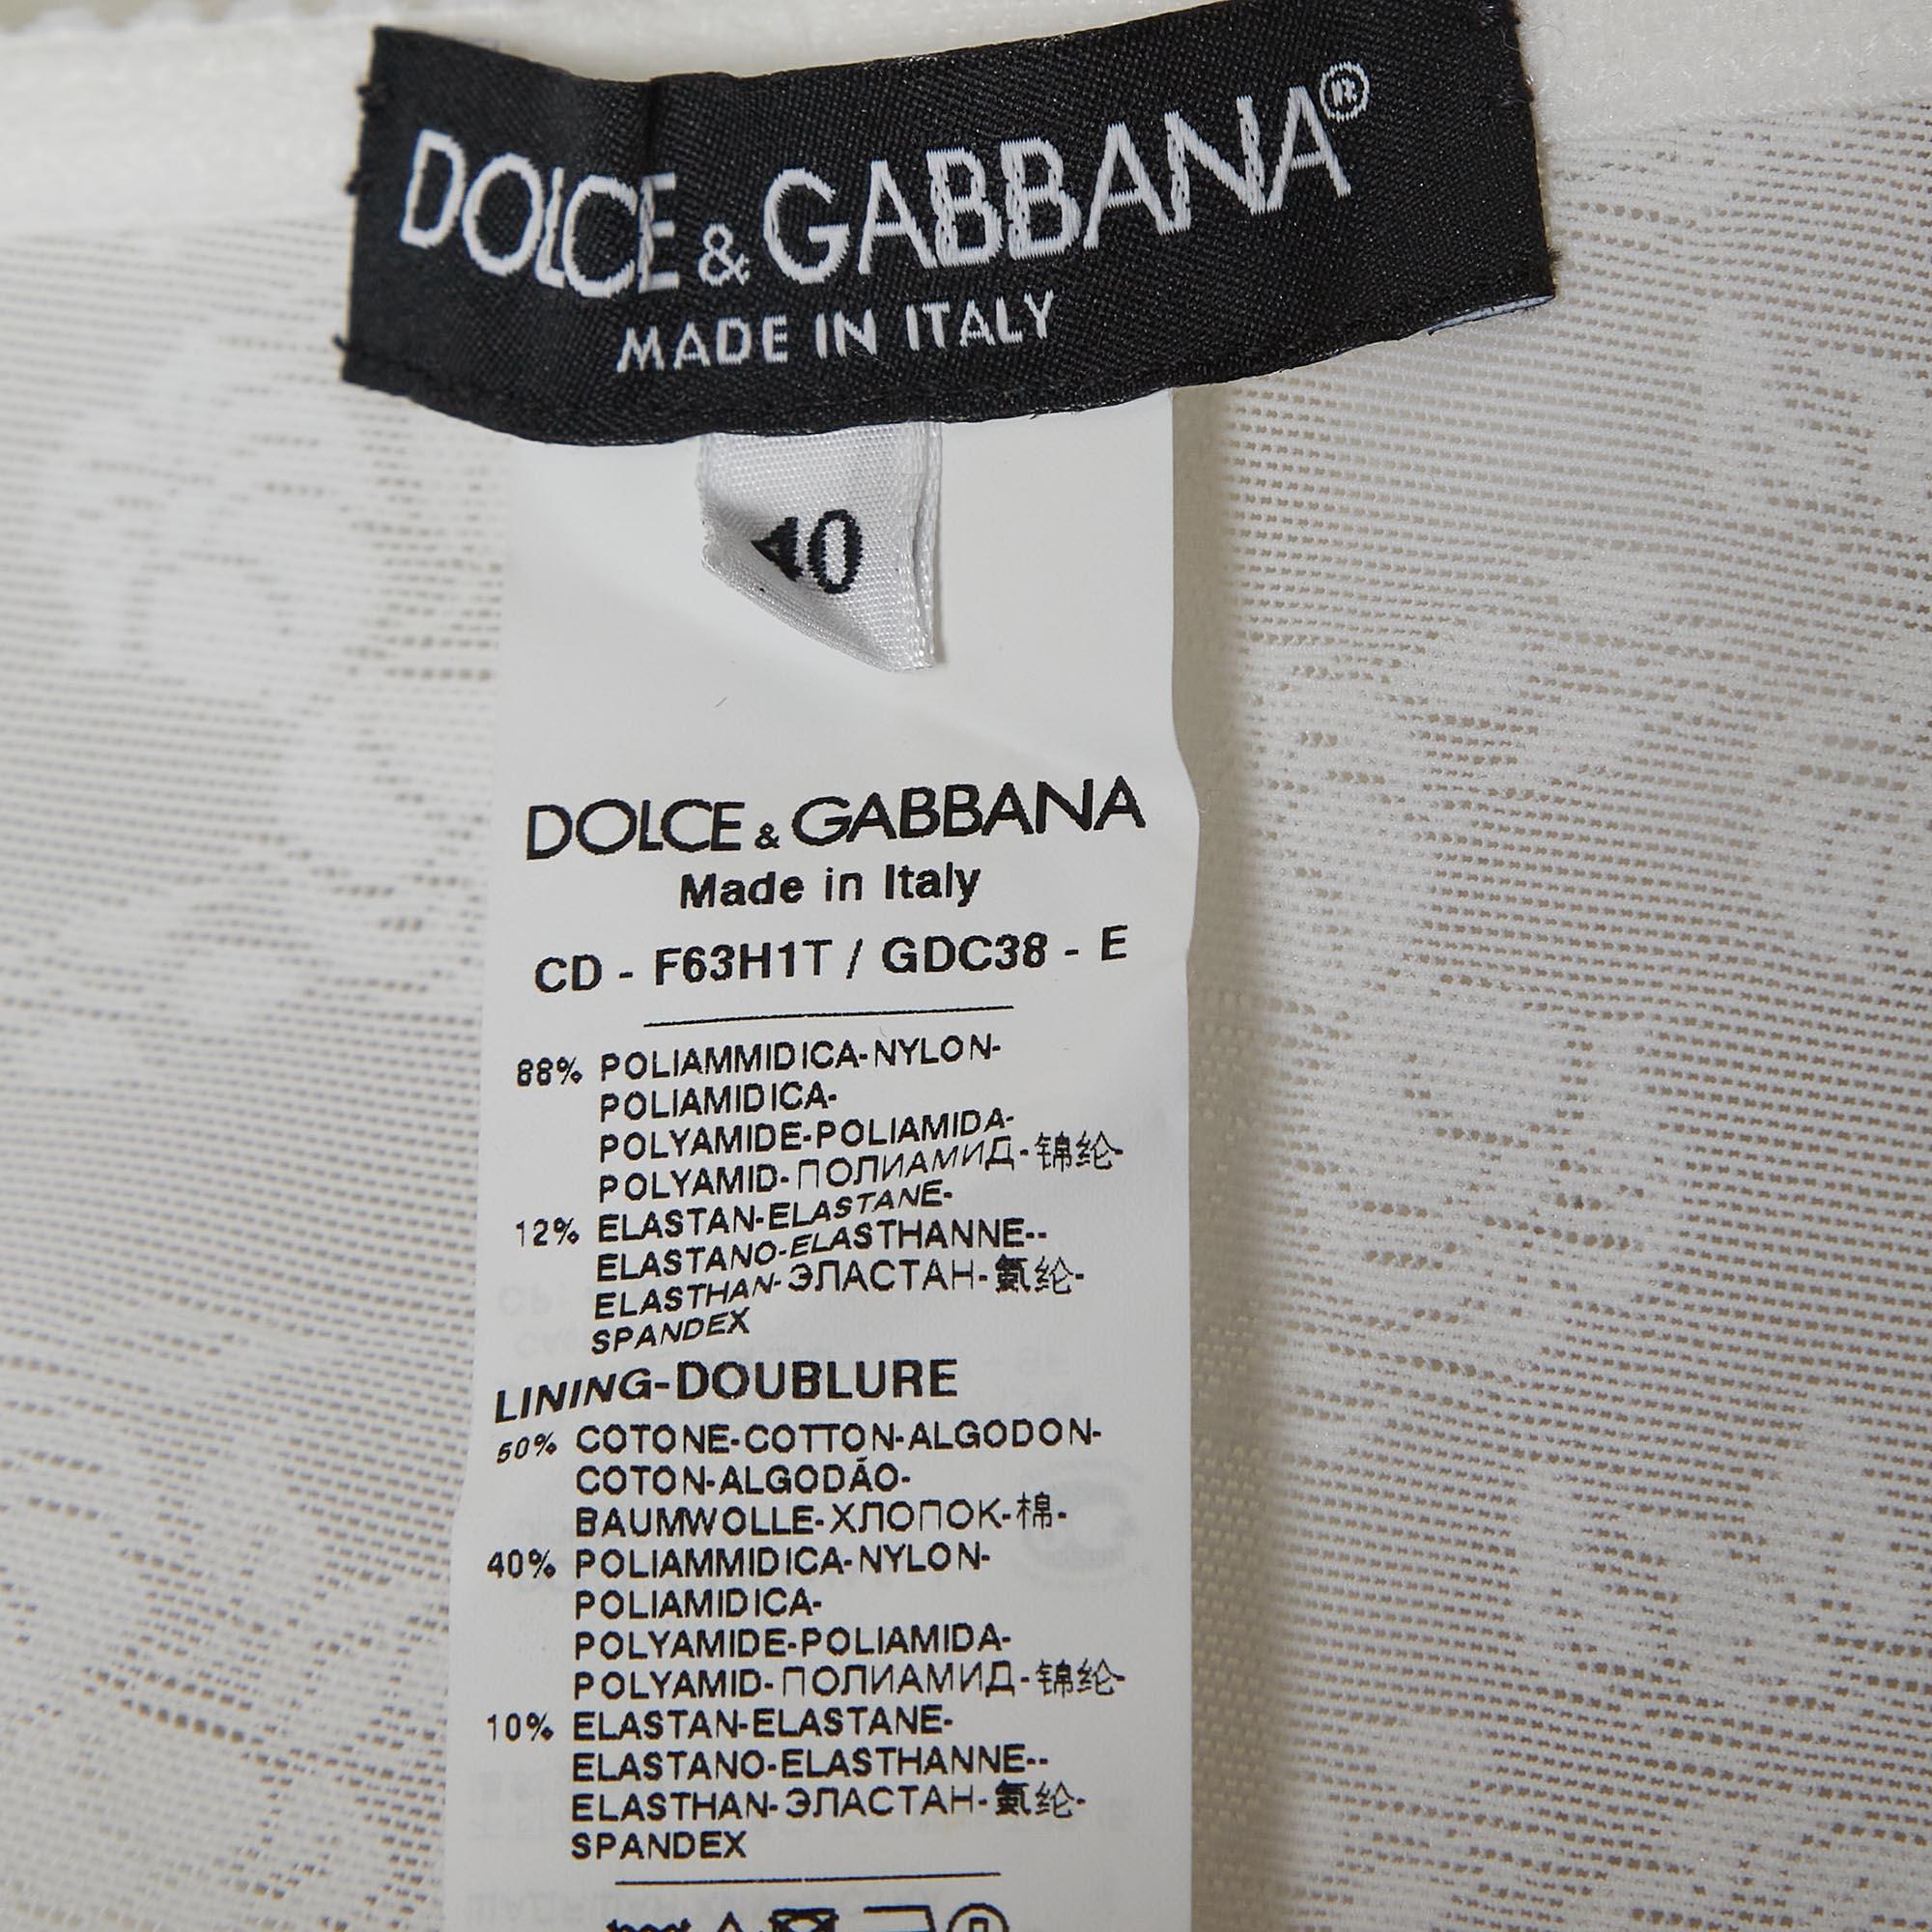 DOLCE & GABBANA®
MADE IN ITALY
40
DOLCE & GABBANA
Made in Italy
CD - F63H1T / GDC38 - E
88% POLIAMMIDICA-NYLON-
POLIAMIDICA-
POLYAMIDE-POLIAMIDA-
POLYAMID-ПОЛИАМИД-锦纶-
12% ELASTAN-ELASTANE-
ELASTANO-ELASTHANNE--
ELASTHAN-ЭЛАСТАН-氨纶-
SPANDEX
LINING-DOUBLURE
50% COTONE-COTTON-ALGODON-
COTON-ALGODÃO-
BAUMWOLLE-ХЛОПОК-棉-
40% POLIAMMIDICA-NYLON-
POLIAMIDICA-
POLYAMIDE-POLIAMIDA-
POLYAMID-ПОЛИАМИД-锦纶-
10% ELASTAN-ELASTANE-
ELASTANO-ELASTHANNE--
ELASTHAN-ЭЛАСТАН-氨纶-
SPANDEX